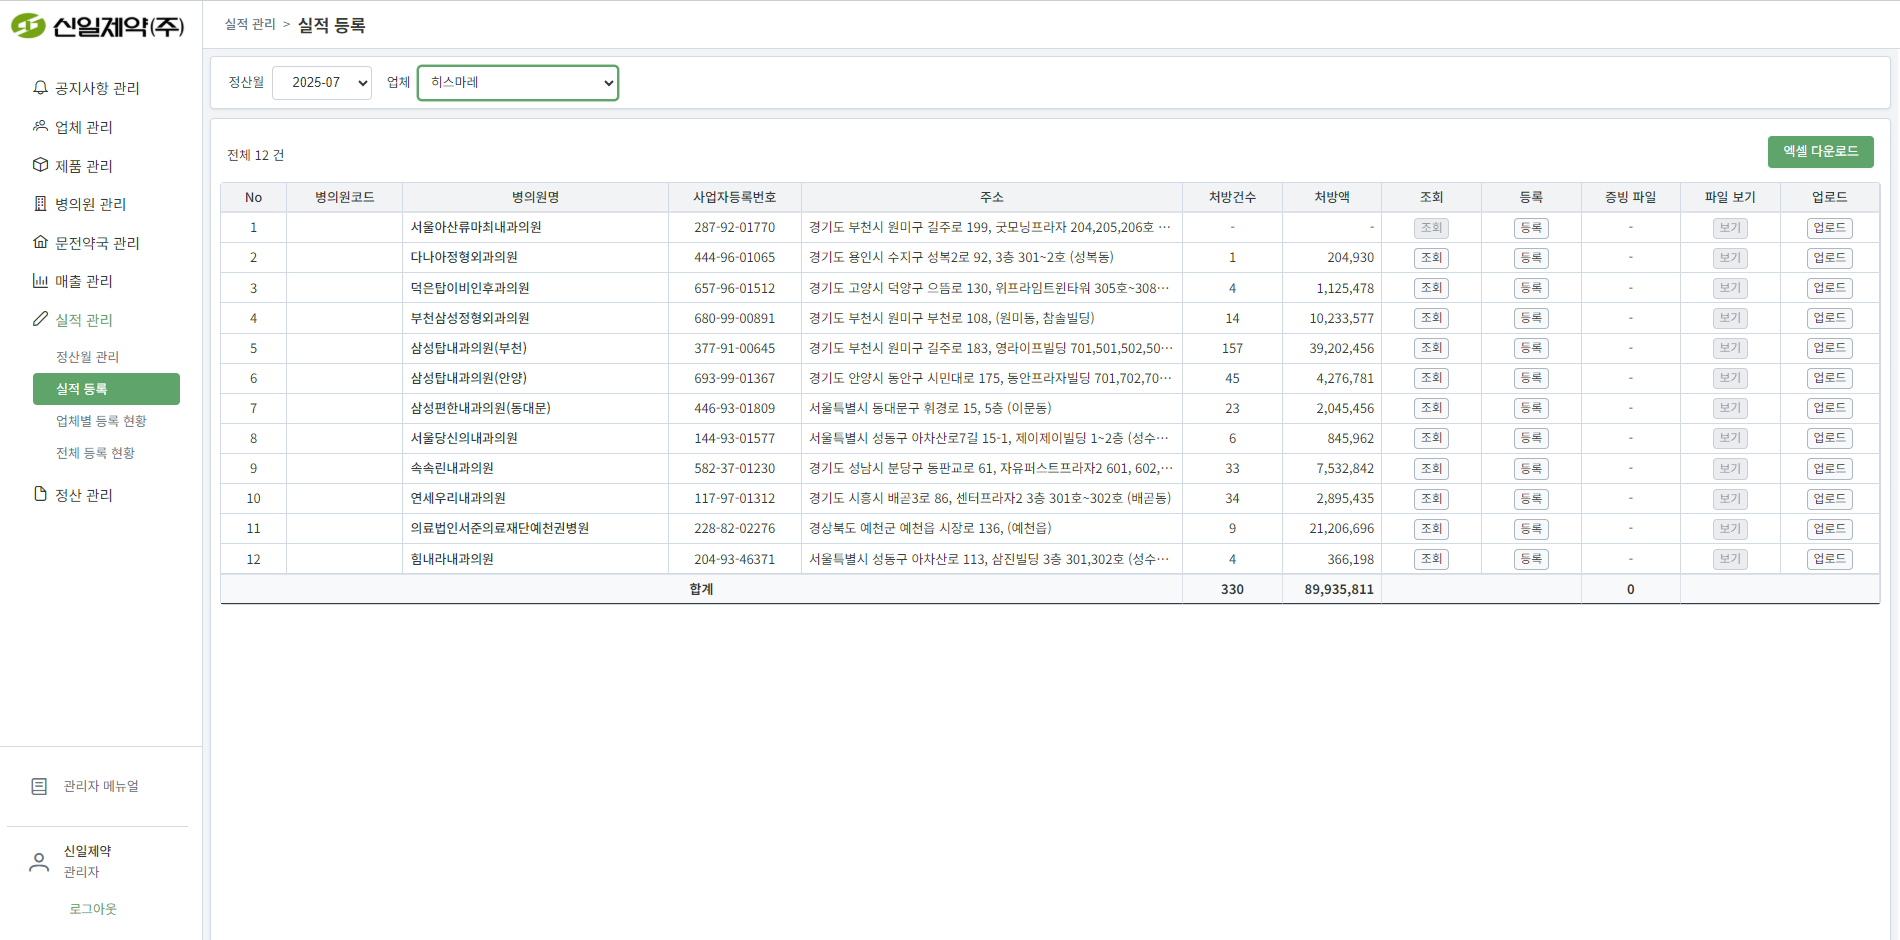 신일제약(주)
실적 관리 > 실적 등록
정산월 2025-07 업체 히스마레
공지사항 관리
업체 관리
제품 관리
병의원 관리
문전약국 관리
매출 관리
실적 관리
정산월 관리
실적 등록
업체별 등록 현황
전체 등록 현황
정산 관리
관리자 메뉴얼
신일제약
관리자
로그아웃
전체 12 건
엑셀 다운로드
No 병의원코드 병의원명 사업자등록번호 주소 처방건수 처방액 조회 등록 증빙 파일 파일 보기 업로드
1 서울아산류마최내과의원 287-92-01770 경기도 부천시 원미구 길주로 199, 굿모닝프라자 204,205,206호 ··· - - 조회 등록 - 보기 업로드
2 다나아정형외과의원 444-96-01065 경기도 용인시 수지구 성복2로 92, 3층 301~2호 (성복동) 1 204,930 조회 등록 - 보기 업로드
3 덕은탑이비인후과의원 657-96-01512 경기도 고양시 덕양구 으뜸로 130, 위프라임트윈타워 305호~308··· 4 1,125,478 조회 등록 - 보기 업로드
4 부천삼성정형외과의원 680-99-00891 경기도 부천시 원미구 부천로 108, (원미동, 참솔빌딩) 14 10,233,577 조회 등록 - 보기 업로드
5 삼성탑내과의원(부천) 377-91-00645 경기도 부천시 원미구 길주로 183, 영라이프빌딩 701,501,502,50··· 157 39,202,456 조회 등록 - 보기 업로드
6 삼성탑내과의원(안양) 693-99-01367 경기도 안양시 동안구 시민대로 175, 동안프라자빌딩 701,702,70··· 45 4,276,781 조회 등록 - 보기 업로드
7 삼성편한내과의원(동대문) 446-93-01809 서울특별시 동대문구 휘경로 15, 5층 (이문동) 23 2,045,456 조회 등록 - 보기 업로드
8 서울당신의내과의원 144-93-01577 서울특별시 성동구 아차산로7길 15-1, 제이제이빌딩 1~2층 (성수··· 6 845,962 조회 등록 - 보기 업로드
9 속속린내과의원 582-37-01230 경기도 성남시 분당구 동판교로 61, 자유퍼스트프라자2 601, 602,··· 33 7,532,842 조회 등록 - 보기 업로드
10 연세우리내과의원 117-97-01312 경기도 시흥시 배곧3로 86, 센터프라자2 3층 301호~302호 (배곧동) 34 2,895,435 조회 등록 - 보기 업로드
11 의료법인서준의료재단예천권병원 228-82-02276 경상북도 예천군 예천읍 시장로 136, (예천읍) 9 21,206,696 조회 등록 - 보기 업로드
12 힘내라내과의원 204-93-46371 서울특별시 성동구 아차산로 113, 삼진빌딩 3층 301,302호 (성수··· 4 366,198 조회 등록 - 보기 업로드
합계 330 89,935,811 0